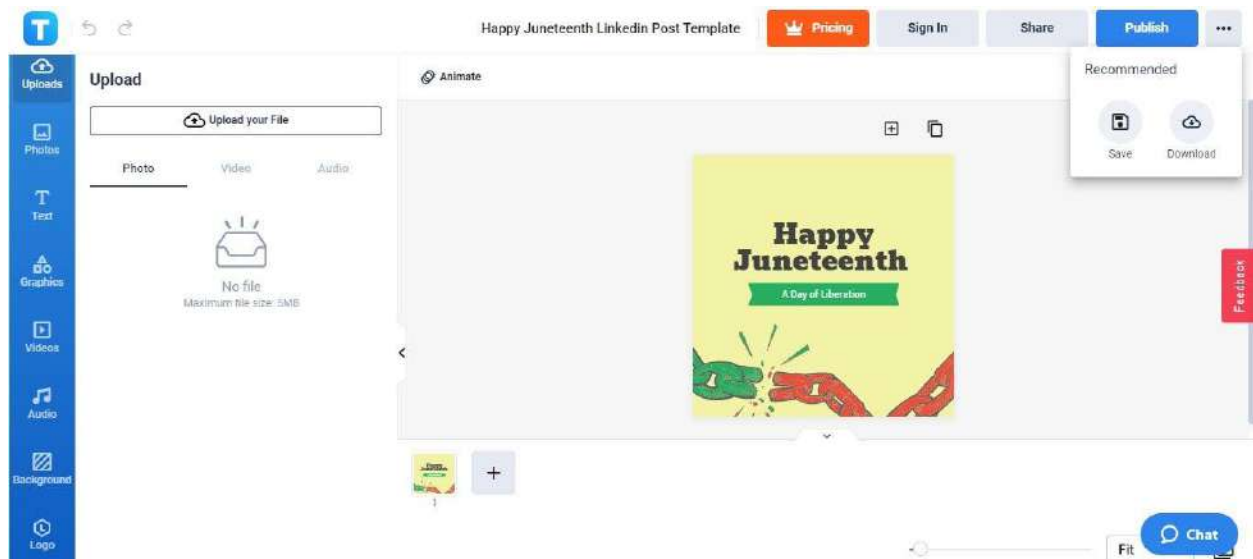 T
Happy Juneteenth Linkedin Post Template
Pricing
Sign In
Share
Publish
Uploads
Photos
Text
Graphics
Videos
Audio
Background
Logo
Upload
Upload your File
Photo
Video
Audio
No file
Maximum file size: 5MB
Animate
Recommended
Save
Download
Happy
Juneteenth
A Day of Liberation
Feedback
1
Fit
Chat